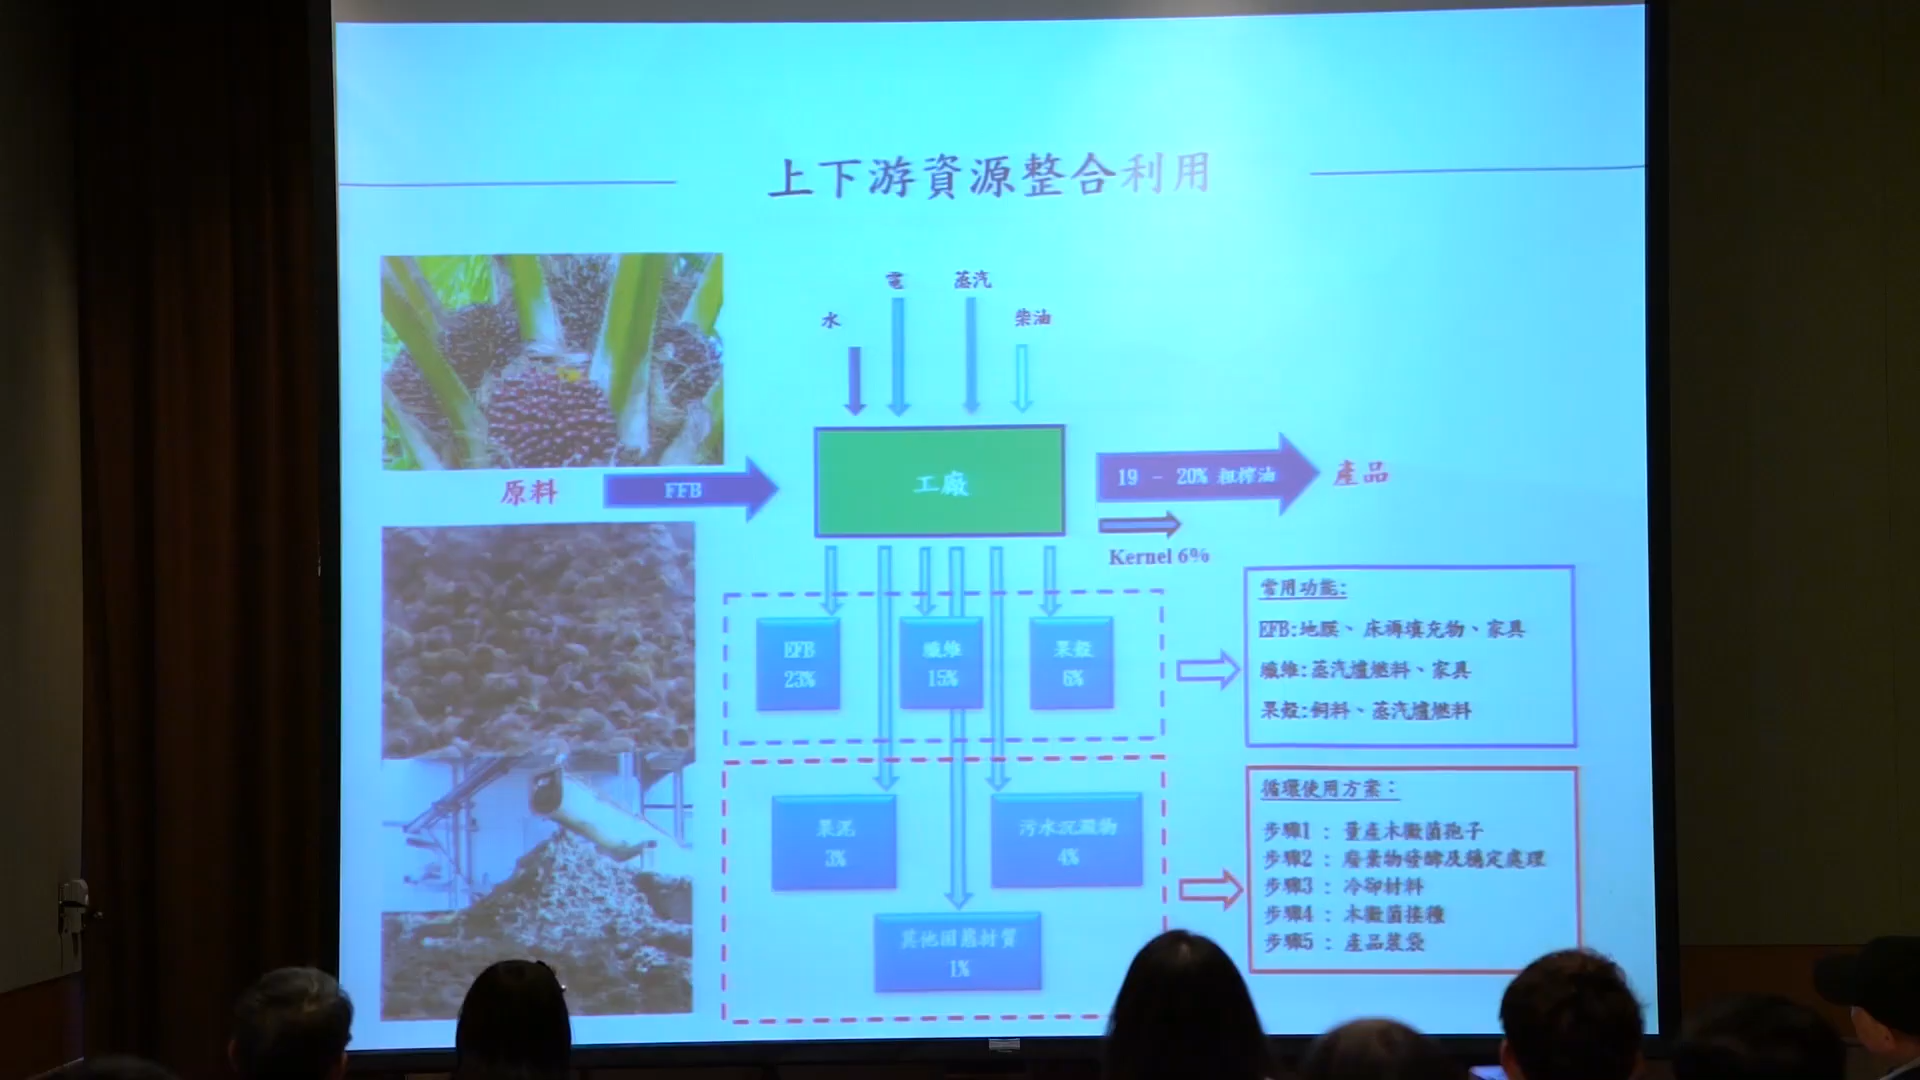 上下游資源整合利用
電
蒸汽
水
柴油
原料
FFB
工廠
19 - 20% 粗榨油
產品
Kernel 6%
EFB
23%
纖維
15%
果殼
6%
常用功能:
EFB:地膜、床褥填充物、家具
纖維:蒸汽爐燃料、家具
果殼:飼料、蒸汽爐燃料
果泥
3%
污水沉澱物
4%
其他固態材質
1%
循環使用方案：
步驟1：量產木黴菌孢子
步驟2：廢棄物發酵及穩定處理
步驟3：冷卻材料
步驟4：木黴菌接種
步驟5：產品裝袋